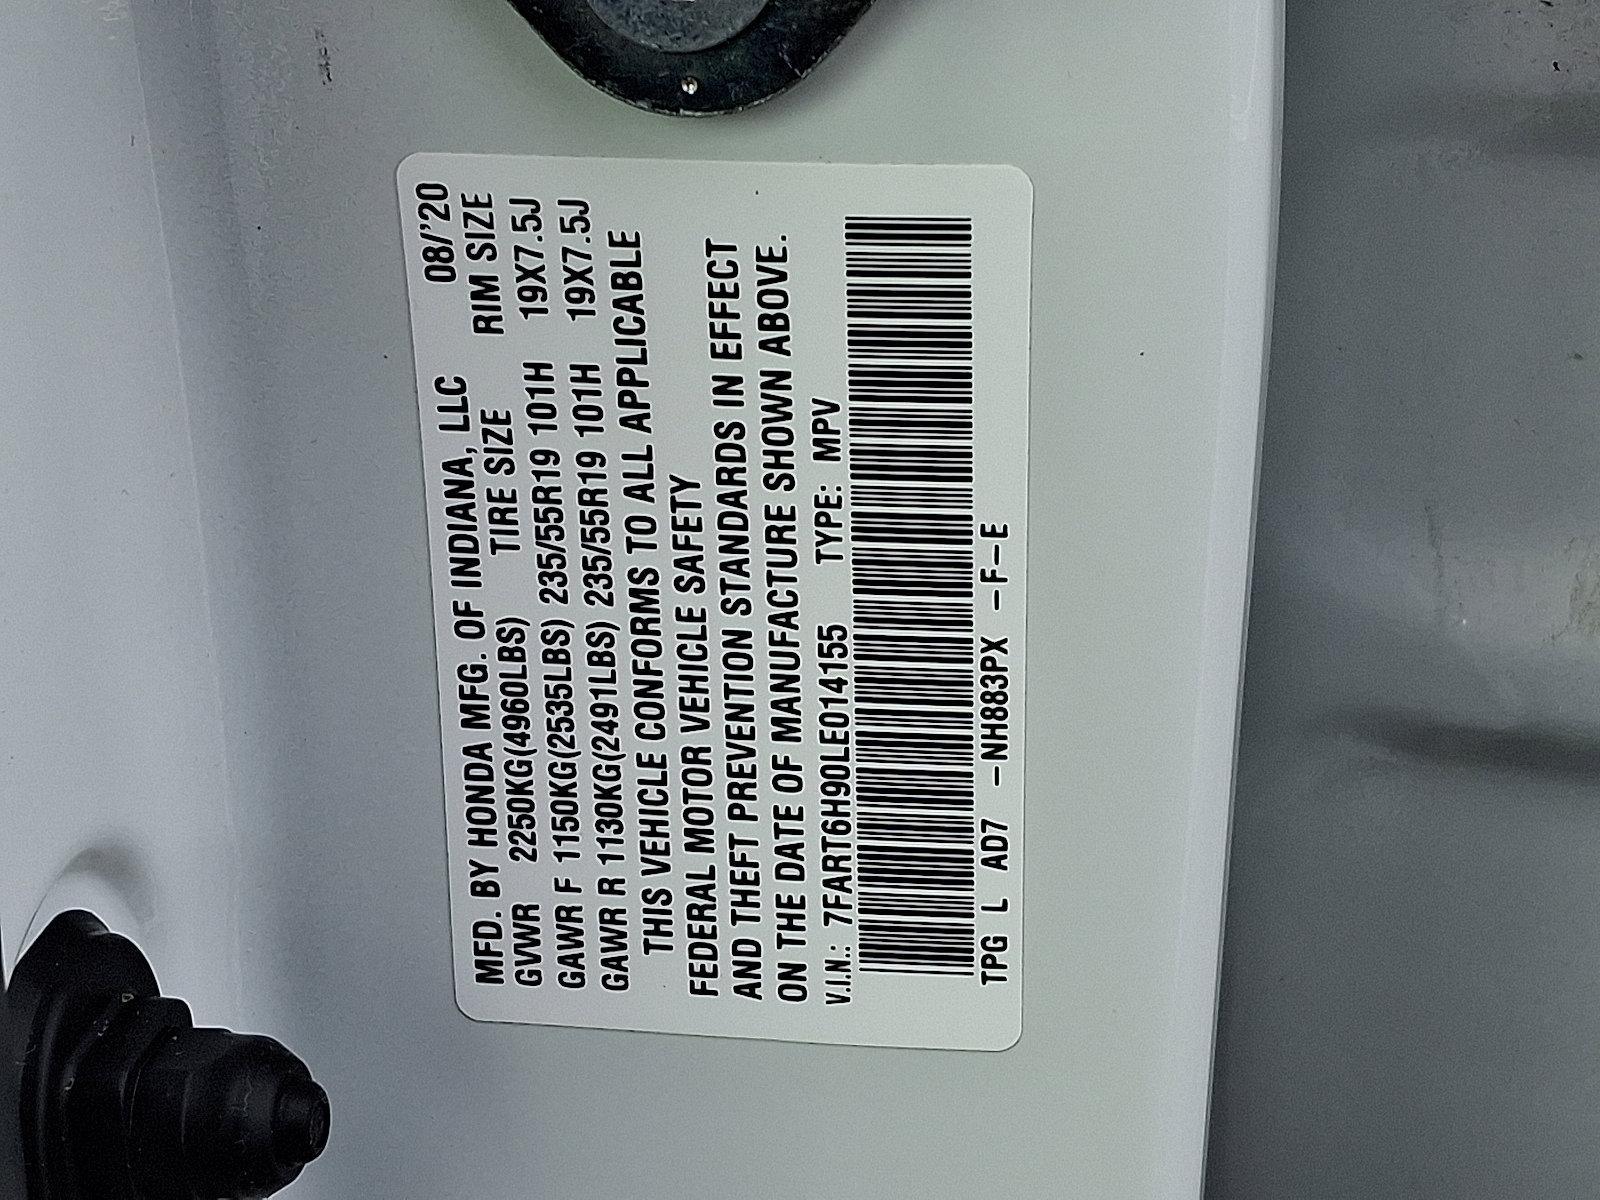 MFD. BY HONDA MFG. OF INDIANA, LLC 08/'20
GVWR 2250KG(4960LBS) TIRE SIZE RIM SIZE
GAWR F 1150KG(2535LBS) 235/55R19 101H 19X7.5J
GAWR R 1130KG(2491LBS) 235/55R19 101H 19X7.5J
THIS VEHICLE CONFORMS TO ALL APPLICABLE
FEDERAL MOTOR VEHICLE SAFETY
AND THEFT PREVENTION STANDARDS IN EFFECT
ON THE DATE OF MANUFACTURE SHOWN ABOVE.
V.I.N.: 7FART6H90LE014155 TYPE: MPV
TPG L AD7 -NH883PX -F-E